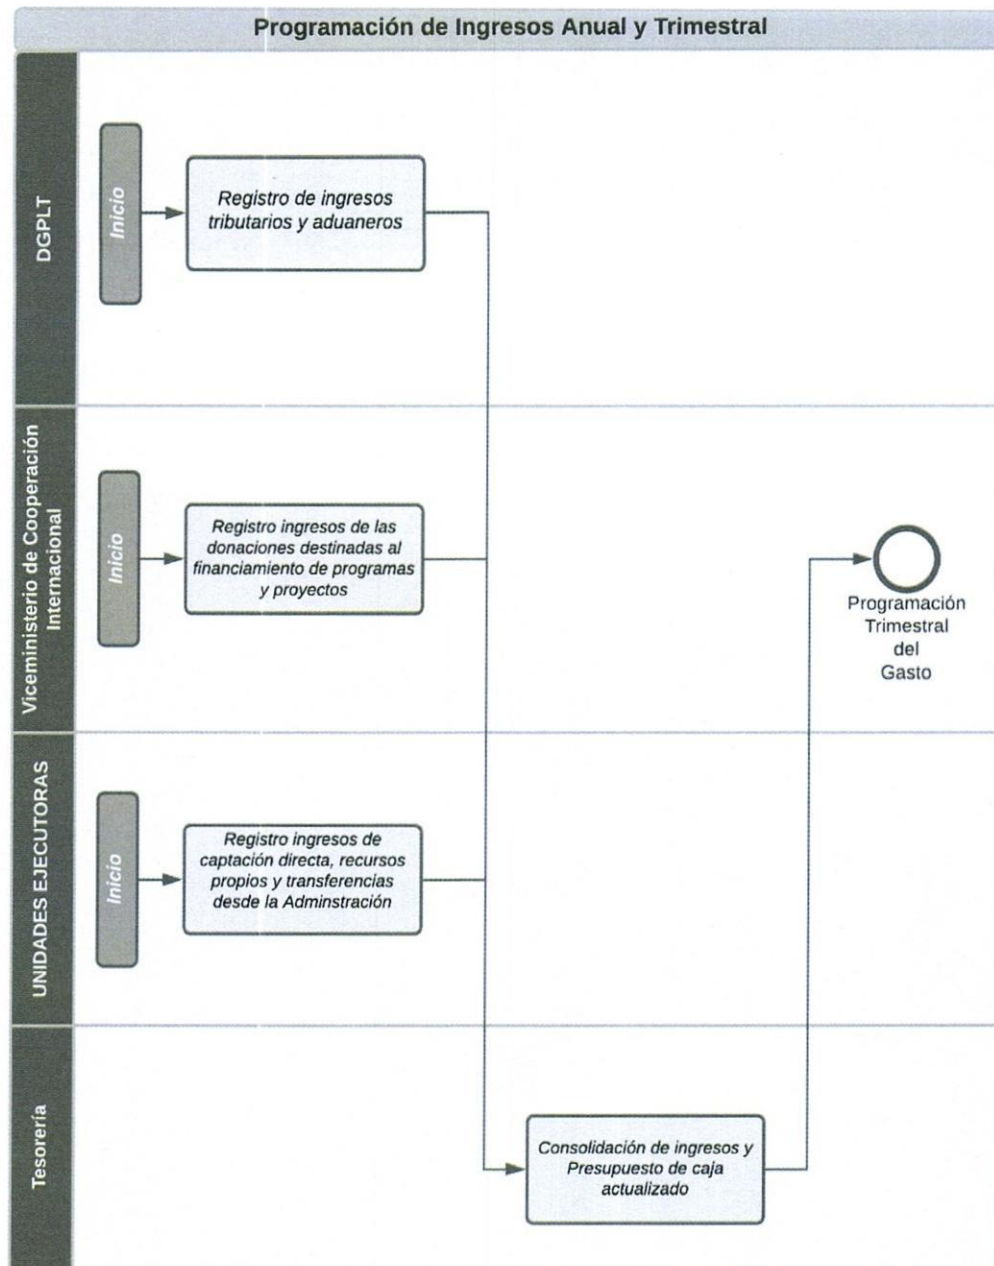 Programación de Ingresos Anual y Trimestral
DGPLT
Inicio
Registro de ingresos
tributarios y aduaneros
Viceministerio de Cooperación
Internacional
Inicio
Registro ingresos de las
donaciones destinadas al
financiamiento de programas
y proyectos
Programación
Trimestral
del
Gasto
UNIDADES EJECUTORAS
Inicio
Registro ingresos de
captación directa, recursos
propios y transferencias
desde la Adminstración
Tesorería
Consolidación de ingresos y
Presupuesto de caja
actualizado